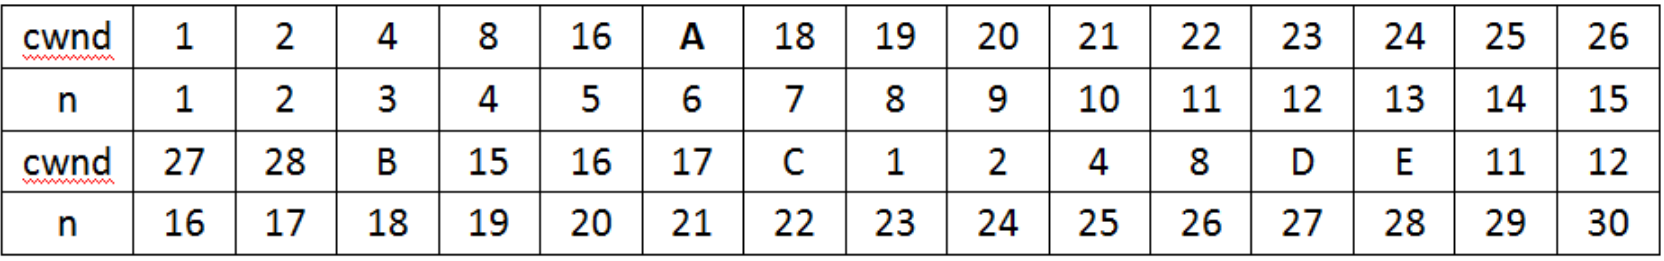 cwnd 1 2 4 8 16 A 18 19 20 21 22 23 24 25 26
n 1 2 3 4 5 6 7 8 9 10 11 12 13 14 15
cwnd 27 28 B 15 16 17 C 1 2 4 8 D E 11 12
n 16 17 18 19 20 21 22 23 24 25 26 27 28 29 30